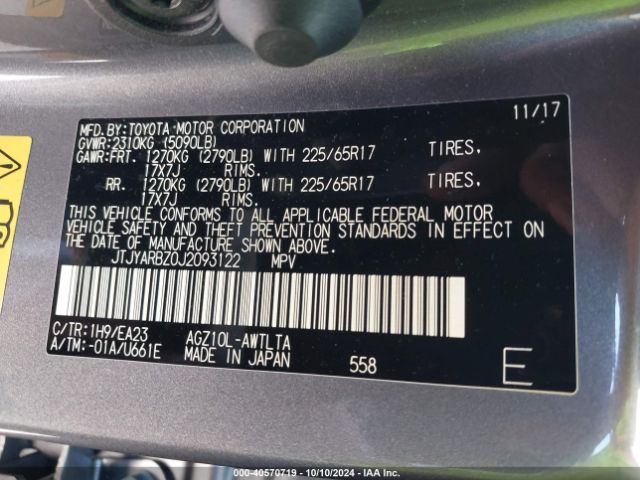 MFD.BY:TOYOTA MOTOR CORPORATION 11/17
GVWR:2310KG (5090LB)
GAWR:FRT. 1270KG (2790LB) WITH 225/65R17 TIRES,
17X7J RIMS.
RR. 1270KG (2790LB) WITH 225/65R17 TIRES,
17X7J RIMS.
THIS VEHICLE CONFORMS TO ALL APPLICABLE FEDERAL MOTOR
VEHICLE SAFETY AND THEFT PREVENTION STANDARDS IN EFFECT ON
THE DATE OF MANUFACTURE SHOWN ABOVE.
JTJYARBZ0J2093122 MPV
C/TR:1H9/EA23 AGZ10L-AWTLTA
A/TM:-01A/U661E MADE IN JAPAN 558 E
000-40570719 - 10/10/2024 - IAA Inc.